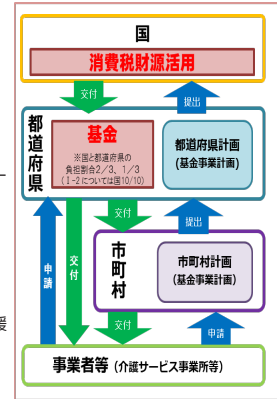 国
消費税財源活用
交付
提出
都道府県
基金
※国と都道府県の
負担割合2/3、1/3
(Ⅰ-2については国10/10)
都道府県計画
(基金事業計画)
申請
交付
交付
提出
市町村
市町村計画
(基金事業計画)
援
交付
申請
事業者等(介護サービス事業所等)